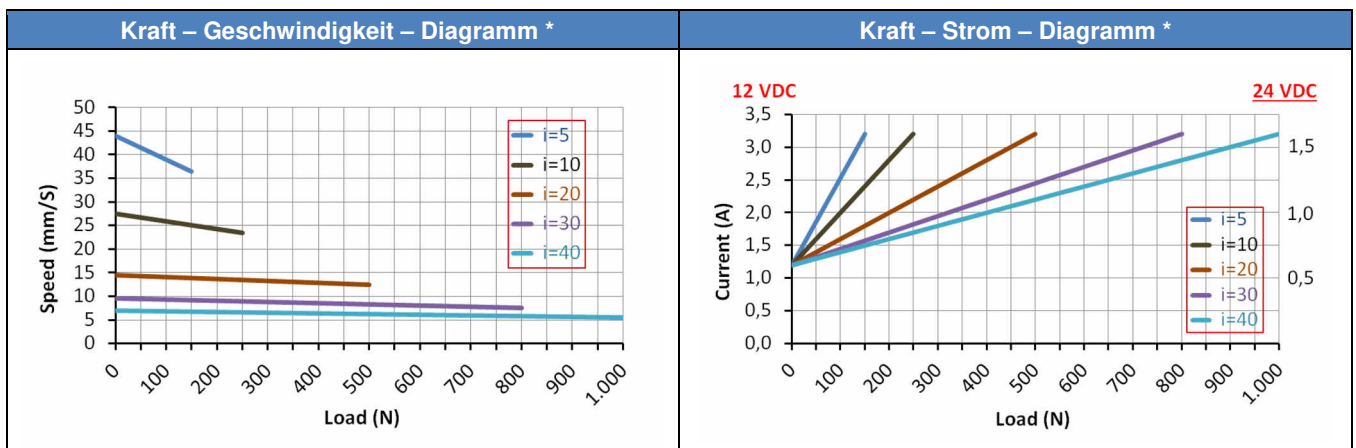 Kraft – Geschwindigkeit – Diagramm *
Kraft – Strom – Diagramm *
Speed (mm/S)
50
45
40
35
30
25
20
15
10
5
0
i=5
i=10
i=20
i=30
i=40
0
100
200
300
400
500
600
700
800
900
1.000
Load (N)
12 VDC
24 VDC
Current (A)
3,5
3,0
2,5
2,0
1,5
1,0
0,5
0,0
1,5
1,0
0,5
i=5
i=10
i=20
i=30
i=40
0
100
200
300
400
500
600
700
800
900
1.000
Load (N)